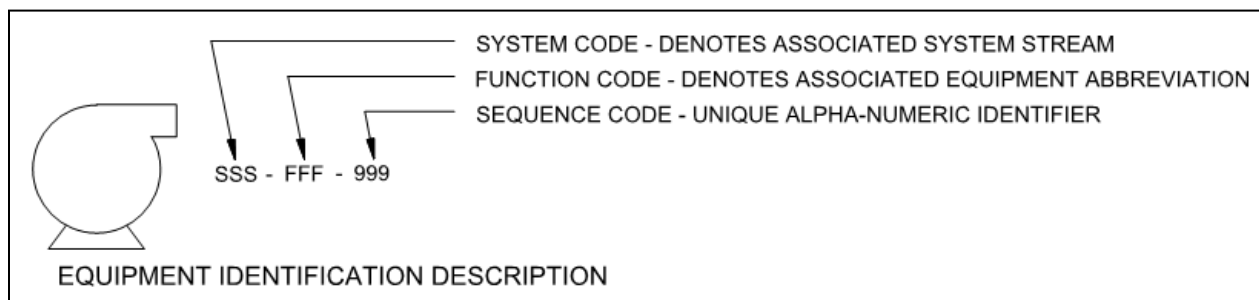 SYSTEM CODE - DENOTES ASSOCIATED SYSTEM STREAM
FUNCTION CODE - DENOTES ASSOCIATED EQUIPMENT ABBREVIATION
SEQUENCE CODE - UNIQUE ALPHA-NUMERIC IDENTIFIER
SSS - FFF - 999
EQUIPMENT IDENTIFICATION DESCRIPTION